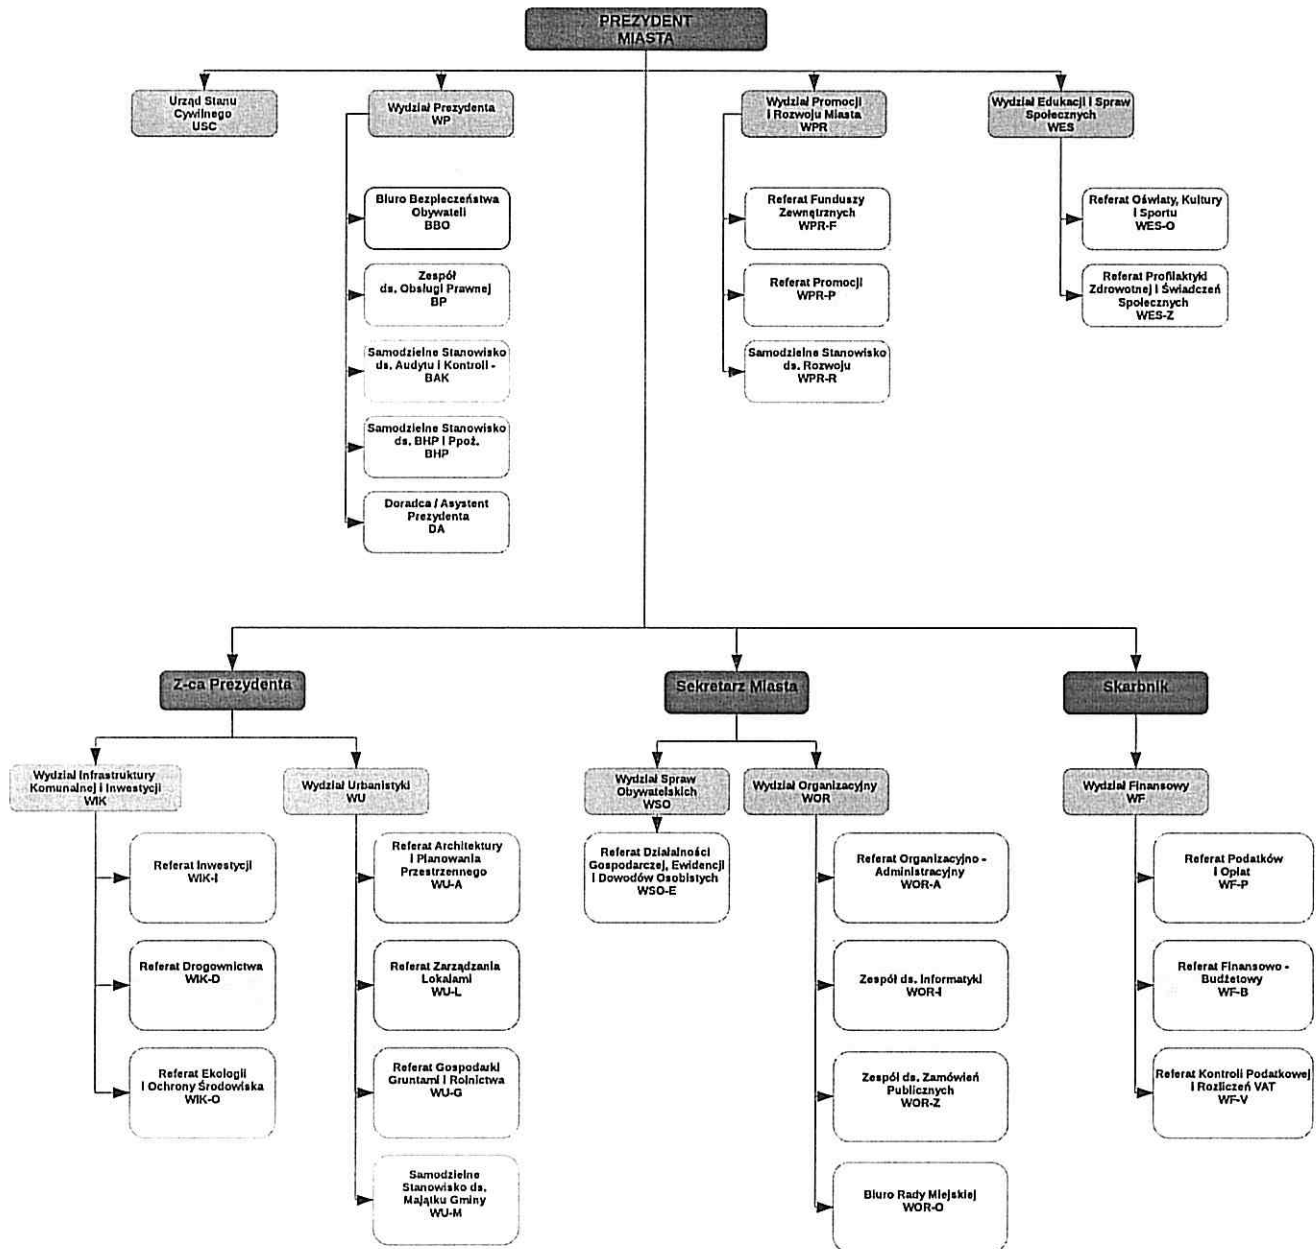 PREZYDENT
MIASTA
Urząd Stanu
Cywilnego
USC
Wydział Prezydenta
WP
Wydział Promocji
i Rozwoju Miasta
WPR
Wydział Edukacji i Spraw
Społecznych
WES
Biuro Bezpieczeństwa
Obywateli
BBO
Zespół
ds. Obsługi Prawnej
BP
Samodzielne Stanowisko
ds. Audytu i Kontroli -
BAK
Samodzielne Stanowisko
ds. BHP i Ppoż.
BHP
Doradca / Asystent
Prezydenta
DA
Referat Funduszy
Zewnętrznych
WPR-F
Referat Promocji
WPR-P
Samodzielne Stanowisko
ds. Rozwoju
WPR-R
Referat Oświaty, Kultury
i Sportu
WES-O
Referat Profilaktyki
Zdrowotnej i Świadczeń
Społecznych
WES-Z
Z-ca Prezydenta
Sekretarz Miasta
Skarbnik
Wydział Infrastruktury
Komunalnej i Inwestycji
WIK
Wydział Urbanistyki
WU
Wydział Spraw
Obywatelskich
WSO
Wydział Organizacyjny
WOR
Wydział Finansowy
WF
Referat Inwestycji
WIK-I
Referat Drogownictwa
WIK-D
Referat Ekologii
i Ochrony Środowiska
WIK-O
Referat Architektury
i Planowania
Przestrzennego
WU-A
Referat Zarządzania
Lokalami
WU-L
Referat Gospodarki
Gruntami i Rolnictwa
WU-G
Samodzielne
Stanowisko ds.
Majątku Gminy
WU-M
Referat Działalności
Gospodarczej, Ewidencji
i Dowodów Osobistych
WSO-E
Referat Organizacyjno -
Administracyjny
WOR-A
Zespół ds. Informatyki
WOR-I
Zespół ds. Zamówień
Publicznych
WOR-Z
Biuro Rady Miejskiej
WOR-O
Referat Podatków
i Opłat
WF-P
Referat Finansowo -
Budżetowy
WF-B
Referat Kontroli Podatkowej
i Rozliczeń VAT
WF-V